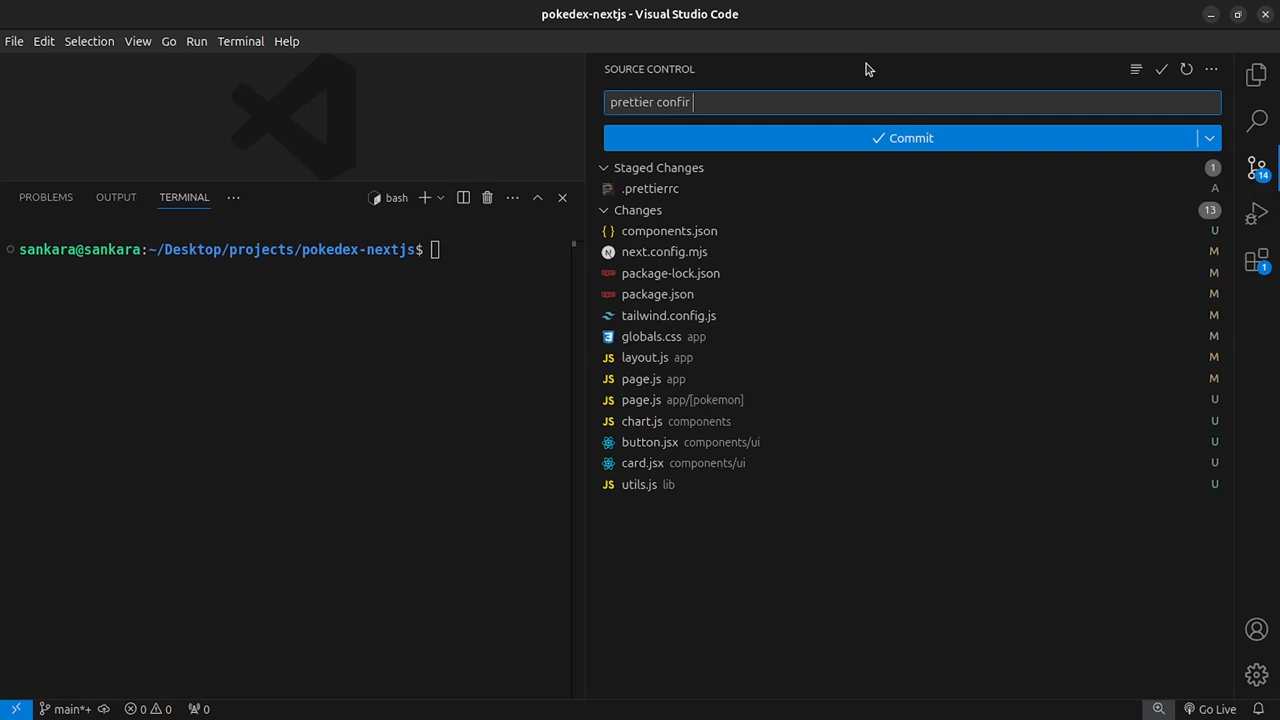 pokedex-nextjs - Visual Studio Code
File Edit Selection View Go Run Terminal Help
SOURCE CONTROL
prettier confir
Commit
Staged Changes 1
.prettierrc A
Changes 13
components.json U
next.config.mjs M
package-lock.json M
package.json M
tailwind.config.js M
globals.css app M
layout.js app M
page.js app M
page.js app/[pokemon] U
chart.js components U
button.jsx components/ui U
card.jsx components/ui U
utils.js lib U
PROBLEMS OUTPUT TERMINAL
bash
sankara@sankara:~/Desktop/projects/pokedex-nextjs$
14
1
main*+ 0 0 0 Go Live